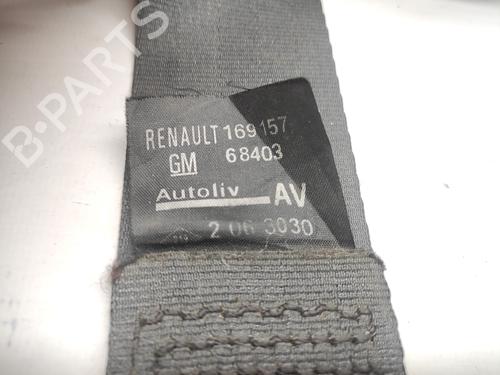 B-PARTS
RENAULT 169157
GM 68403
Autoliv AV
2 06 3030